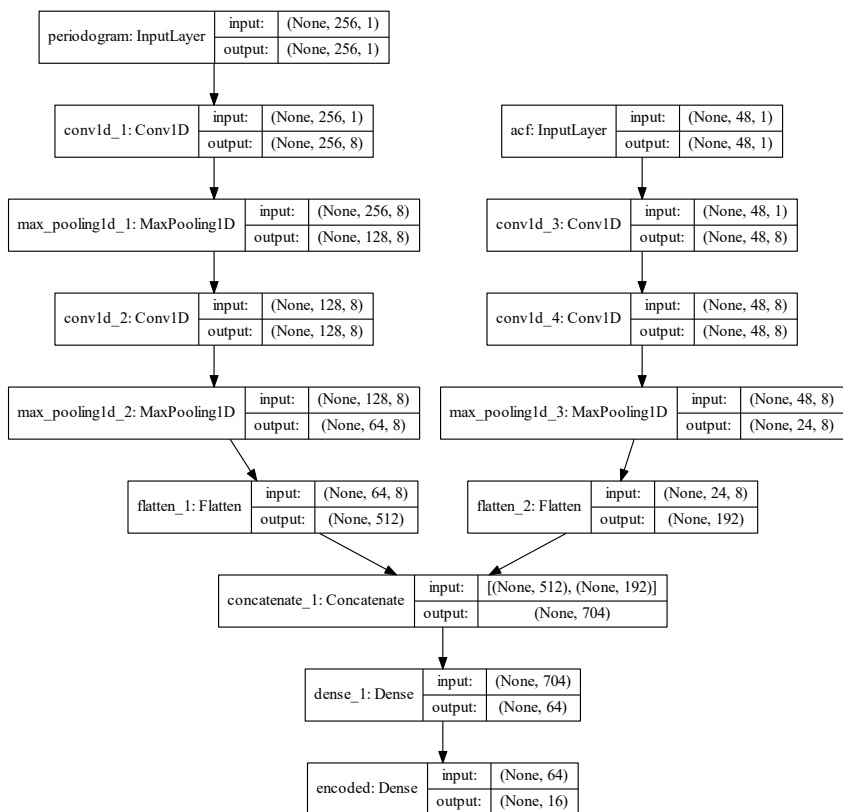 periodogram: InputLayer
input: (None, 256, 1)
output: (None, 256, 1)
conv1d_1: Conv1D
input: (None, 256, 1)
output: (None, 256, 8)
acf: InputLayer
input: (None, 48, 1)
output: (None, 48, 1)
max_pooling1d_1: MaxPooling1D
input: (None, 256, 8)
output: (None, 128, 8)
conv1d_3: Conv1D
input: (None, 48, 1)
output: (None, 48, 8)
conv1d_2: Conv1D
input: (None, 128, 8)
output: (None, 128, 8)
conv1d_4: Conv1D
input: (None, 48, 8)
output: (None, 48, 8)
max_pooling1d_2: MaxPooling1D
input: (None, 128, 8)
output: (None, 64, 8)
max_pooling1d_3: MaxPooling1D
input: (None, 48, 8)
output: (None, 24, 8)
flatten_1: Flatten
input: (None, 64, 8)
output: (None, 512)
flatten_2: Flatten
input: (None, 24, 8)
output: (None, 192)
concatenate_1: Concatenate
input: [(None, 512), (None, 192)]
output: (None, 704)
dense_1: Dense
input: (None, 704)
output: (None, 64)
encoded: Dense
input: (None, 64)
output: (None, 16)